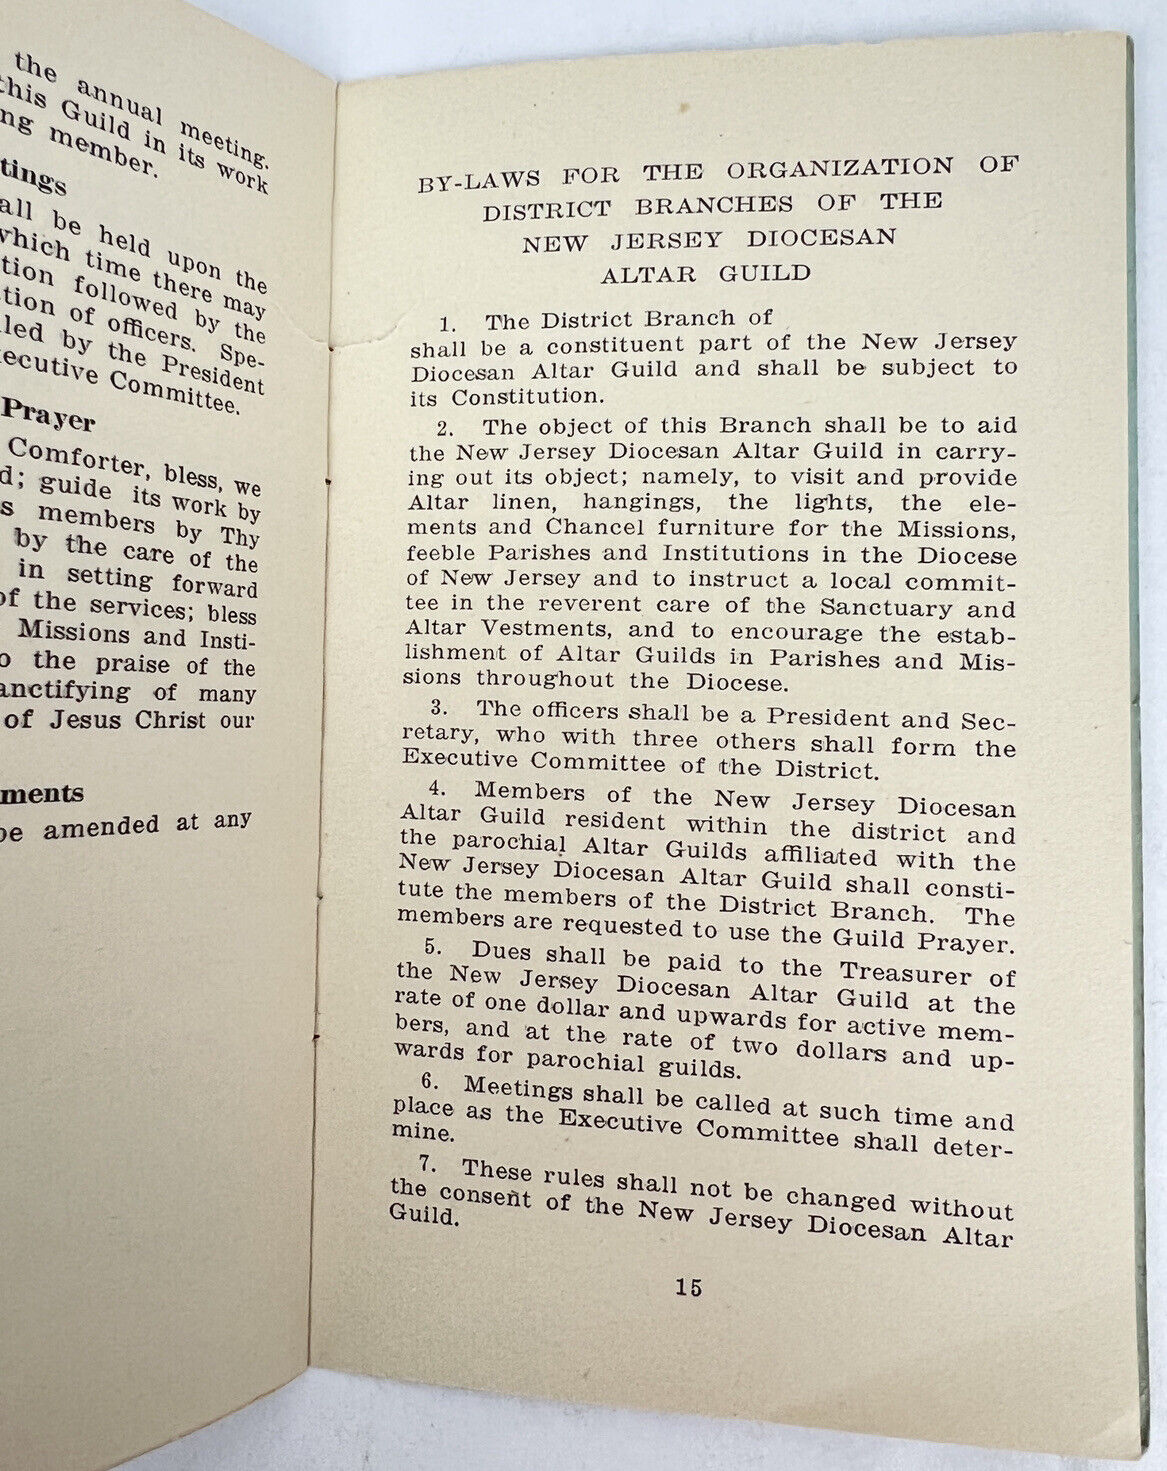 the annual meeting.
this Guild in its work
ng member.
tings
all be held upon the
which time there may
tion followed by the
tion of officers. Spe-
lled by the President
xecutive Committee.
Prayer
Comforter, bless, we
d; guide its work by
s members by Thy
by the care of the
in setting forward
of the services; bless
Missions and Insti-
o the praise of the
anctifying of many
of Jesus Christ our
ments
be amended at any
BY-LAWS FOR THE ORGANIZATION OF
DISTRICT BRANCHES OF THE
NEW JERSEY DIOCESAN
ALTAR GUILD
1. The District Branch of
shall be a constituent part of the New Jersey
Diocesan Altar Guild and shall be subject to
its Constitution.
2. The object of this Branch shall be to aid
the New Jersey Diocesan Altar Guild in carry-
ing out its object; namely, to visit and provide
Altar linen, hangings, the lights, the ele-
ments and Chancel furniture for the Missions,
feeble Parishes and Institutions in the Diocese
of New Jersey and to instruct a local commit-
tee in the reverent care of the Sanctuary and
Altar Vestments, and to encourage the estab-
lishment of Altar Guilds in Parishes and Mis-
sions throughout the Diocese.
3. The officers shall be a President and Sec-
retary, who with three others shall form the
Executive Committee of the District.
4. Members of the New Jersey Diocesan
Altar Guild resident within the district and
the parochial Altar Guilds affiliated with the
New Jersey Diocesan Altar Guild shall consti-
tute the members of the District Branch. The
members are requested to use the Guild Prayer.
5. Dues shall be paid to the Treasurer of
the New Jersey Diocesan Altar Guild at the
rate of one dollar and upwards for active mem-
bers, and at the rate of two dollars and up-
wards for parochial guilds.
6. Meetings shall be called at such time and
place as the Executive Committee shall deter-
mine.
7. These rules shall not be changed without
the consent of the New Jersey Diocesan Altar
Guild.
15